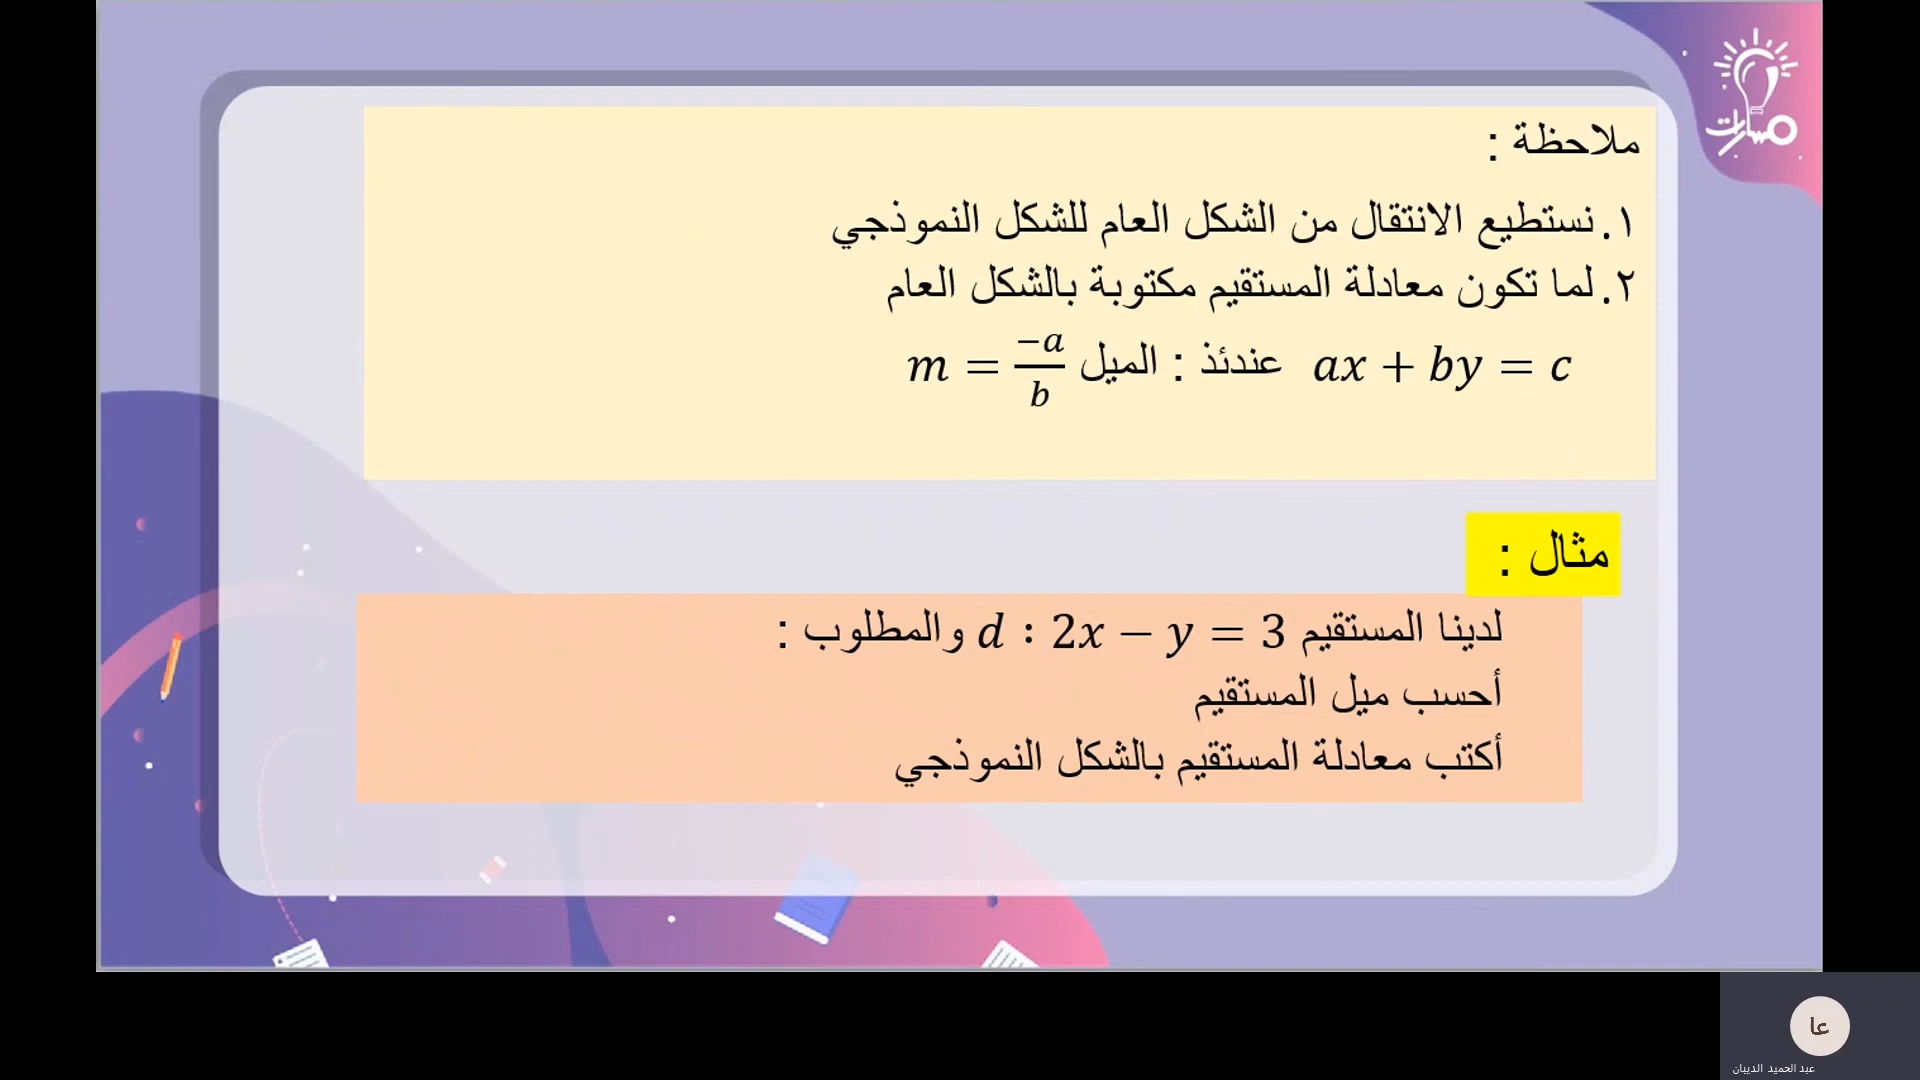 مسارات
ملاحظة :
١. نستطيع الانتقال من الشكل العام للشكل النموذجي
٢. لما تكون معادلة المستقيم مكتوبة بالشكل العام
ax + by = c عندئذ : الميل m = −a/b
مثال :
لدينا المستقيم d : 2x − y = 3 والمطلوب :
أحسب ميل المستقيم
أكتب معادلة المستقيم بالشكل النموذجي
عا
عبد الحميد الديبان